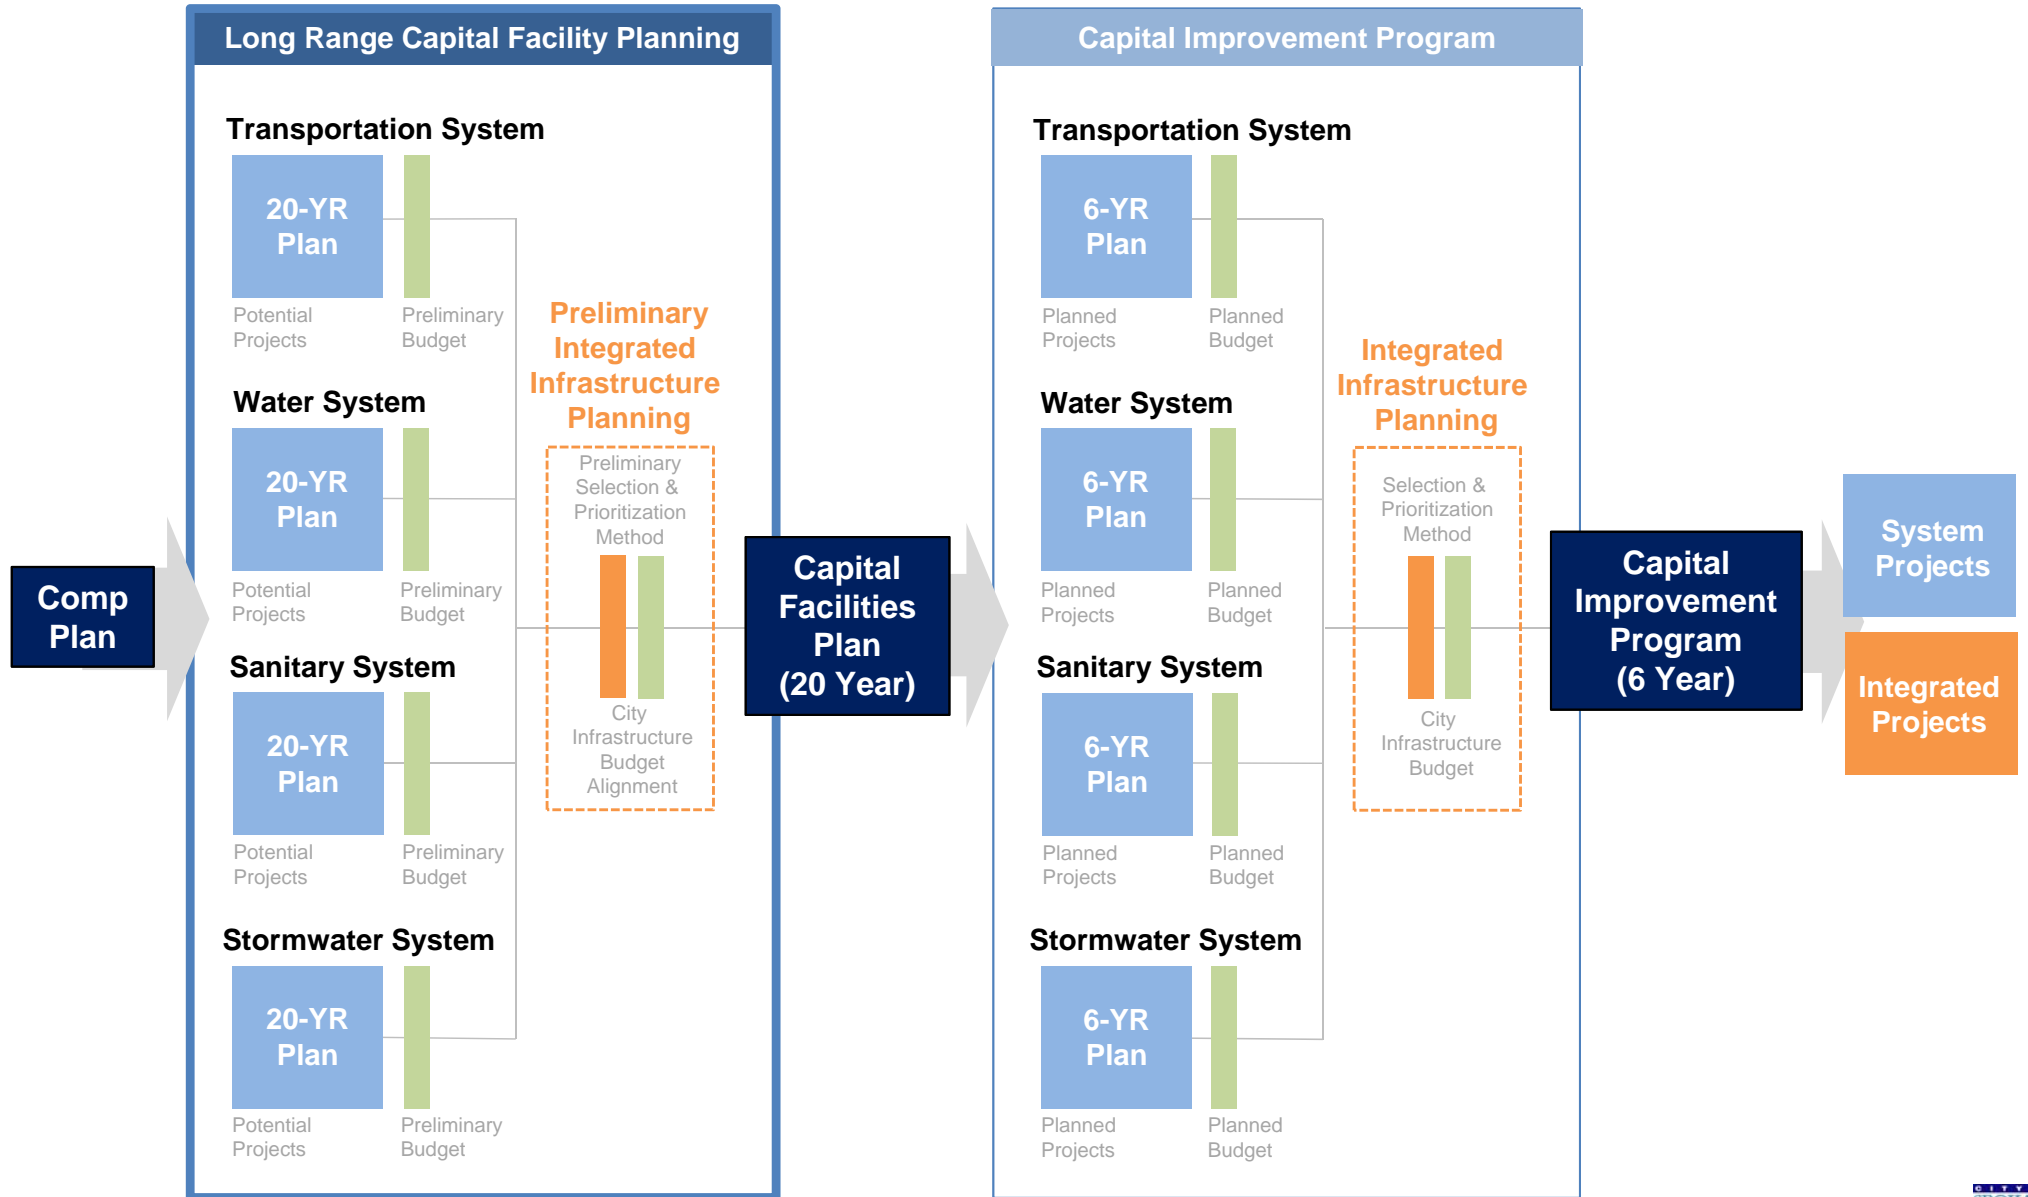 Long Range Capital Facility Planning
Transportation System
20-YR
Plan
Potential
Projects
Preliminary
Budget
Water System
20-YR
Plan
Potential
Projects
Preliminary
Budget
Sanitary System
20-YR
Plan
Potential
Projects
Preliminary
Budget
Stormwater System
20-YR
Plan
Potential
Projects
Preliminary
Budget
Preliminary
Integrated
Infrastructure
Planning
Preliminary
Selection &
Prioritization
Method
City
Infrastructure
Budget
Alignment
Comp
Plan
Capital
Facilities
Plan
(20 Year)
Capital Improvement Program
Transportation System
6-YR
Plan
Planned
Projects
Planned
Budget
Water System
6-YR
Plan
Planned
Projects
Planned
Budget
Sanitary System
6-YR
Plan
Planned
Projects
Planned
Budget
Stormwater System
6-YR
Plan
Planned
Projects
Planned
Budget
Integrated
Infrastructure
Planning
Selection &
Prioritization
Method
City
Infrastructure
Budget
Capital
Improvement
Program
(6 Year)
System
Projects
Integrated
Projects
CITY